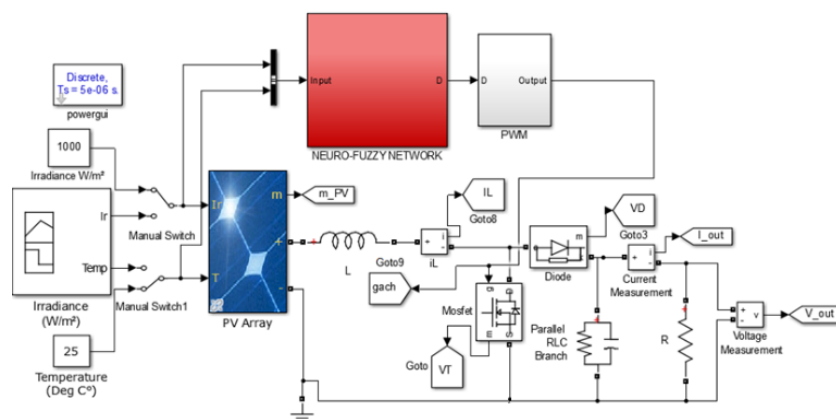 Discrete,
Ts = 5e-06 s.
powergui
Input
D
NEURO-FUZZY NETWORK
D
Output
PWM
1000
Irradiance W/m²
Ir
Temp
Irradiance
(W/m²)
Manual Switch
Manual Switch1
25
Temperature
(Deg C°)
Ir
T
m
+
-
PV Array
m_PV
L
IL
Goto8
Goto9
+
-
i
iL
gach
Mosfet
g
m
D
S
Goto
VT
m
Diode
VD
Goto3
+
-
i
Current
Measurement
I_out
Parallel
RLC
Branch
R
+
-
v
Voltage
Measurement
V_out